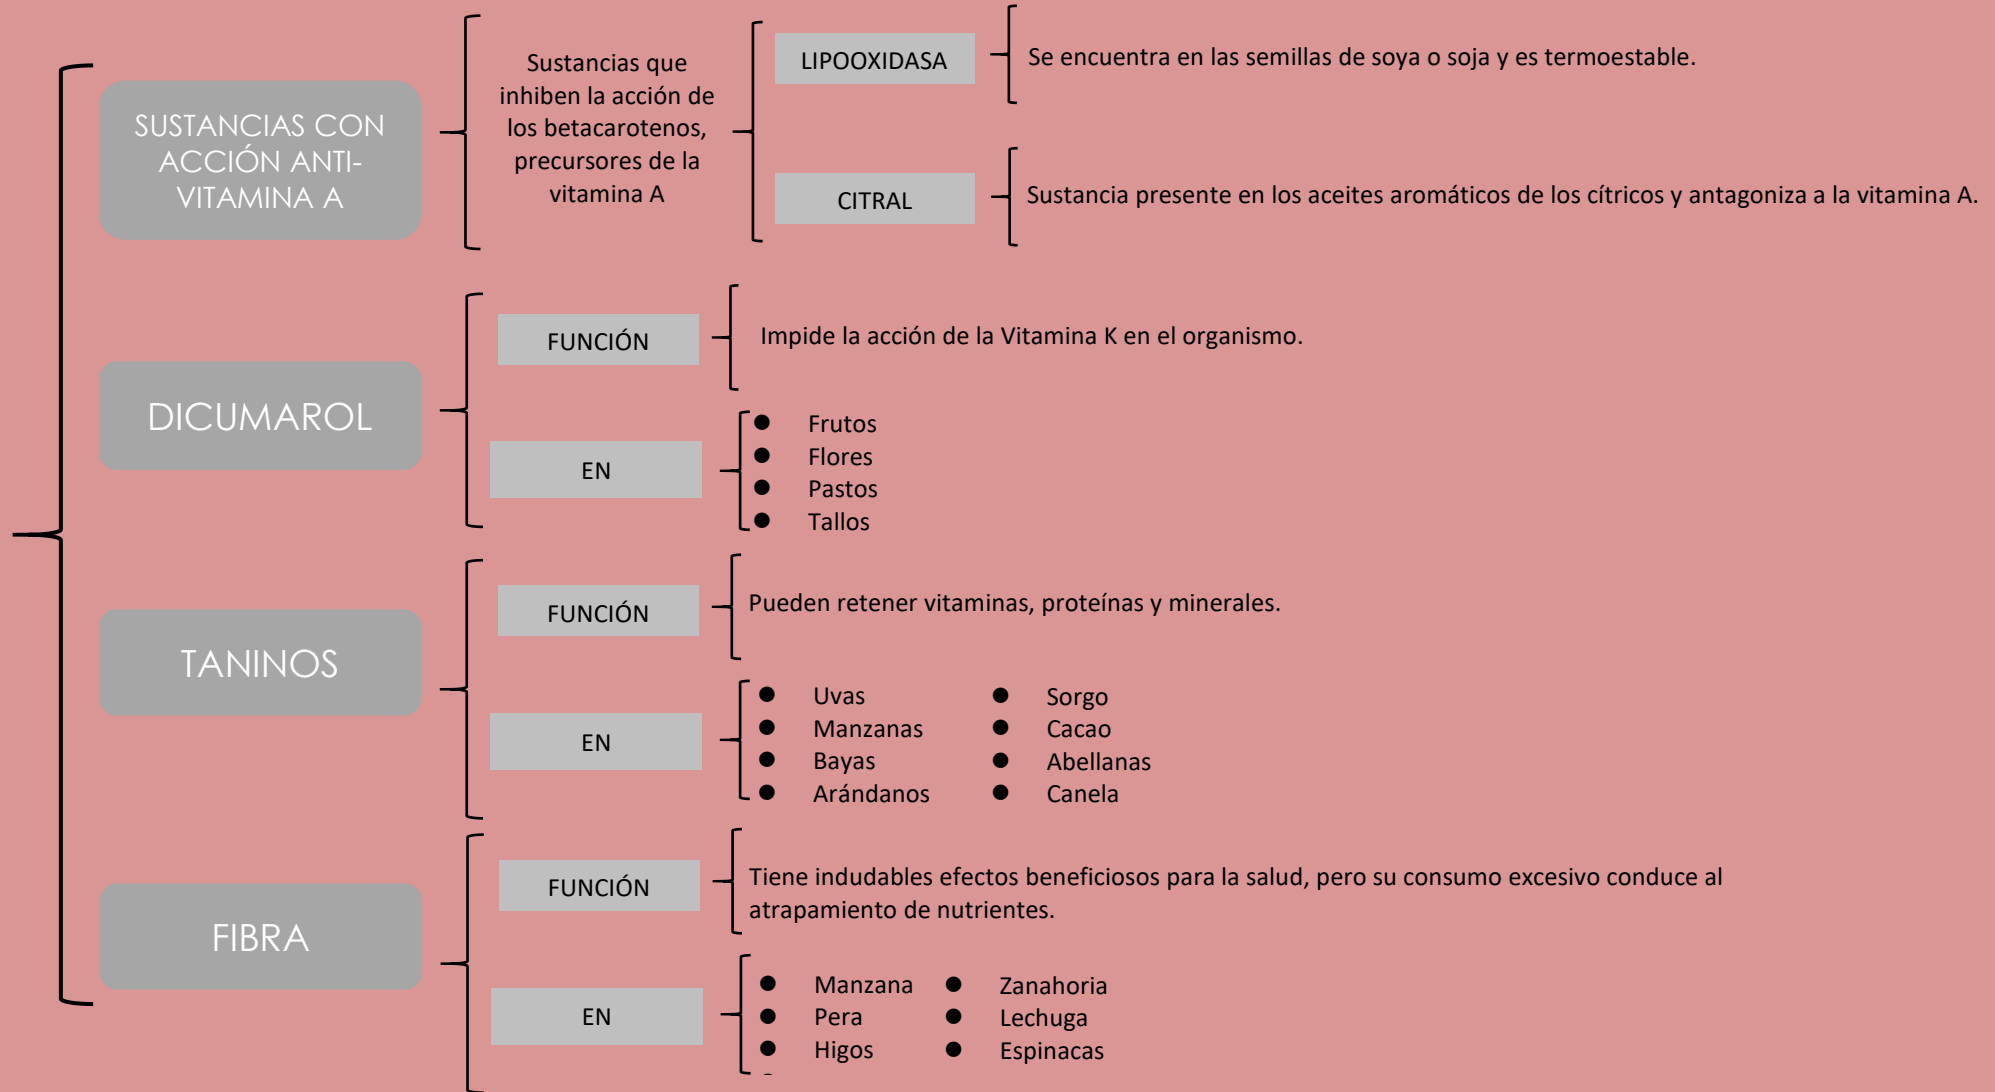 SUSTANCIAS CON
ACCIÓN ANTI-
VITAMINA A
Sustancias que
inhiben la acción de
los betacarotenos,
precursores de la
vitamina A
LIPOOXIDASA
Se encuentra en las semillas de soya o soja y es termoestable.
CITRAL
Sustancia presente en los aceites aromáticos de los cítricos y antagoniza a la vitamina A.
DICUMAROL
FUNCIÓN
Impide la acción de la Vitamina K en el organismo.
EN
● Frutos
● Flores
● Pastos
● Tallos
TANINOS
FUNCIÓN
Pueden retener vitaminas, proteínas y minerales.
EN
● Uvas
● Manzanas
● Bayas
● Arándanos
● Sorgo
● Cacao
● Abellanas
● Canela
FIBRA
FUNCIÓN
Tiene indudables efectos beneficiosos para la salud, pero su consumo excesivo conduce al
atrapamiento de nutrientes.
EN
● Manzana
● Pera
● Higos
● Zanahoria
● Lechuga
● Espinacas